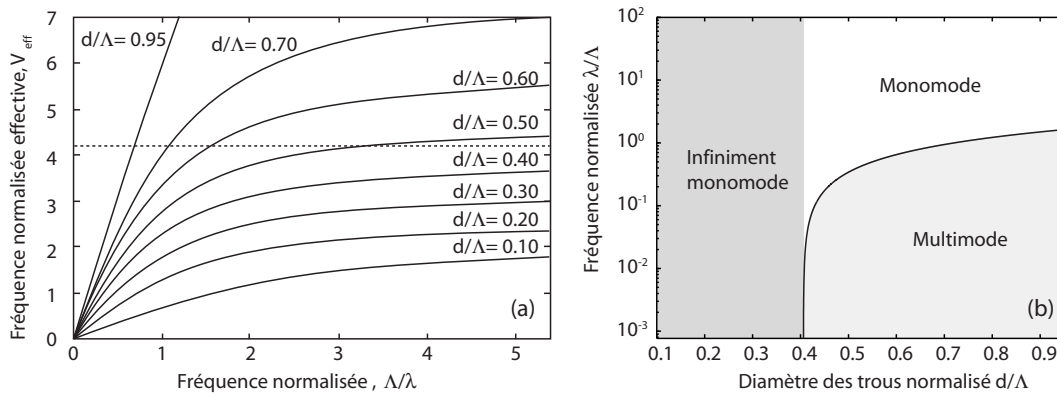 Fréquence normalisée effective, V_eff
7
6
5
4
3
2
1
0
d/Λ= 0.95
d/Λ= 0.70
d/Λ= 0.60
d/Λ= 0.50
d/Λ= 0.40
d/Λ= 0.30
d/Λ= 0.20
d/Λ= 0.10
(a)
0 1 2 3 4 5
Fréquence normalisée , Λ/λ
Fréquence normalisée λ/Λ
10^2
10^1
10^0
10^-1
10^-2
10^-3
Monomode
Infiniment
monomode
Multimode
(b)
0.1 0.2 0.3 0.4 0.5 0.6 0.7 0.8 0.9
Diamètre des trous normalisé d/Λ